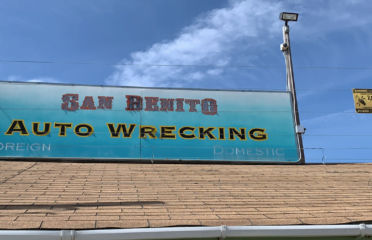 SAN BENITO
AUTO WRECKING
OREIGN DOMESTIC